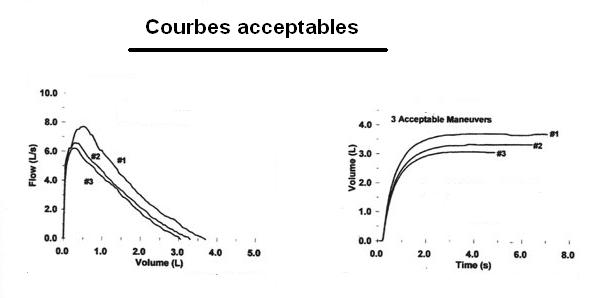 Courbes acceptables
10.0
8.0
6.0
4.0
2.0
0.0
Flow (L/s)
#1
#2
#3
0.0 1.0 2.0 3.0 4.0 5.0
Volume (L)
3 Acceptable Maneuvers
4.0
3.0
2.0
1.0
0.0
Volume (L)
#1
#2
#3
0.0 2.0 4.0 6.0 8.0
Time (s)